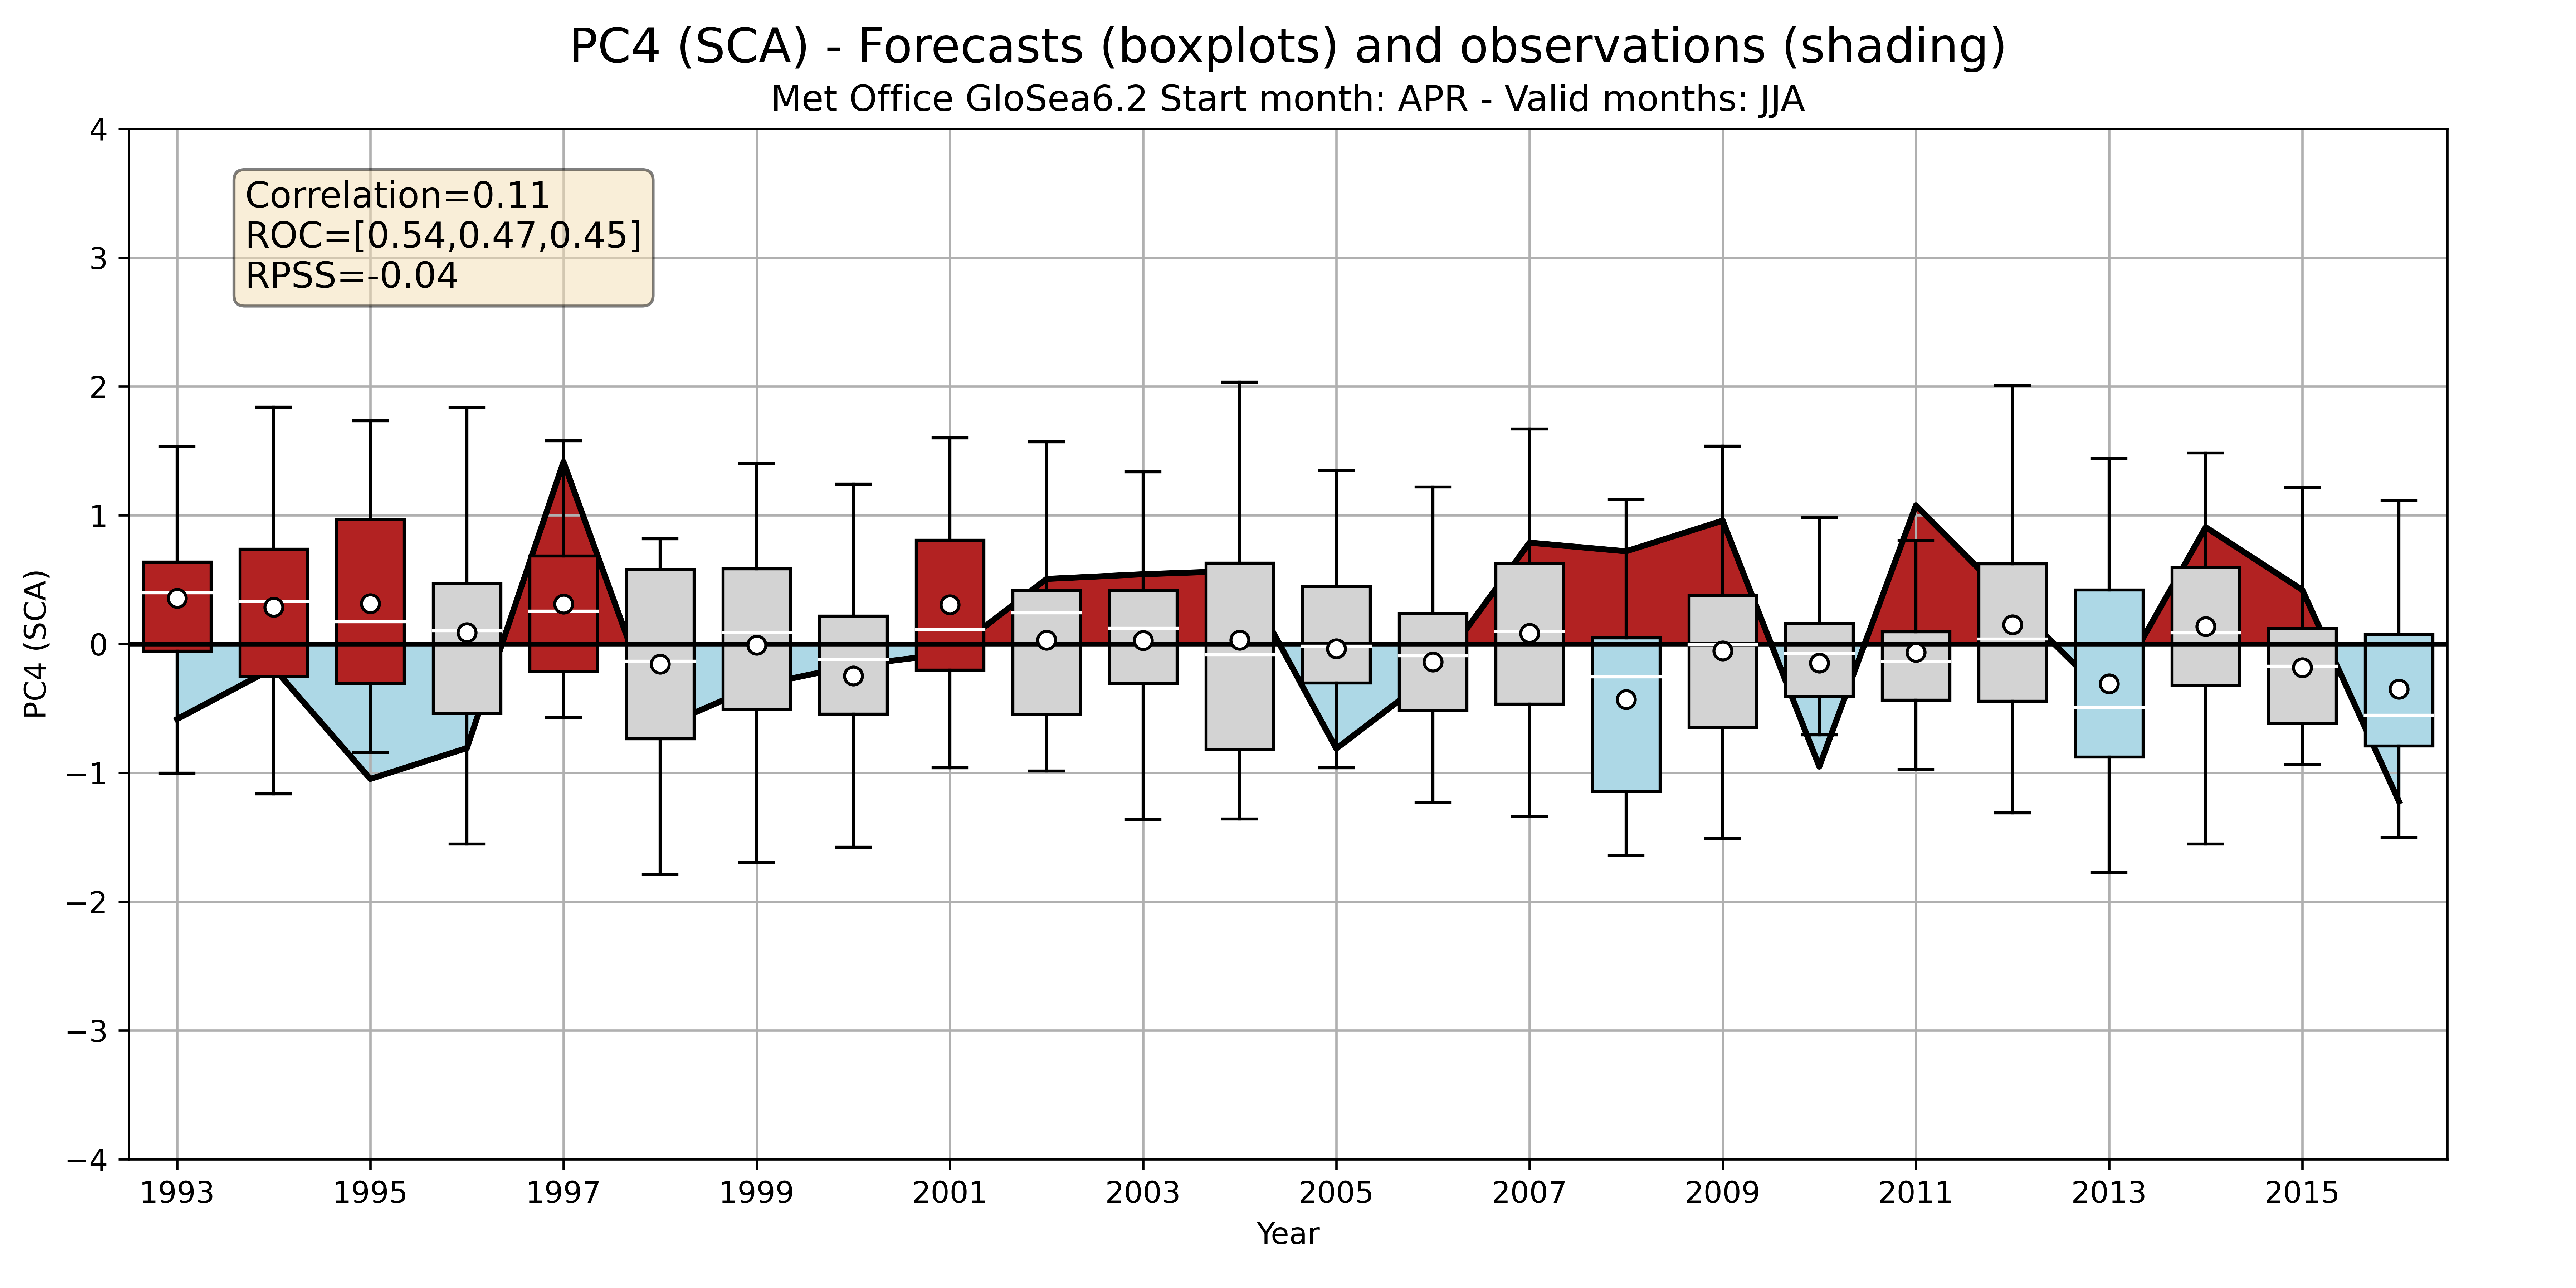 PC4 (SCA) - Forecasts (boxplots) and observations (shading)
Met Office GloSea6.2 Start month: APR - Valid months: JJA
Correlation=0.11
ROC=[0.54,0.47,0.45]
RPSS=-0.04
PC4 (SCA)
4
3
2
1
0
−1
−2
−3
−4
1993 1995 1997 1999 2001 2003 2005 2007 2009 2011 2013 2015
Year